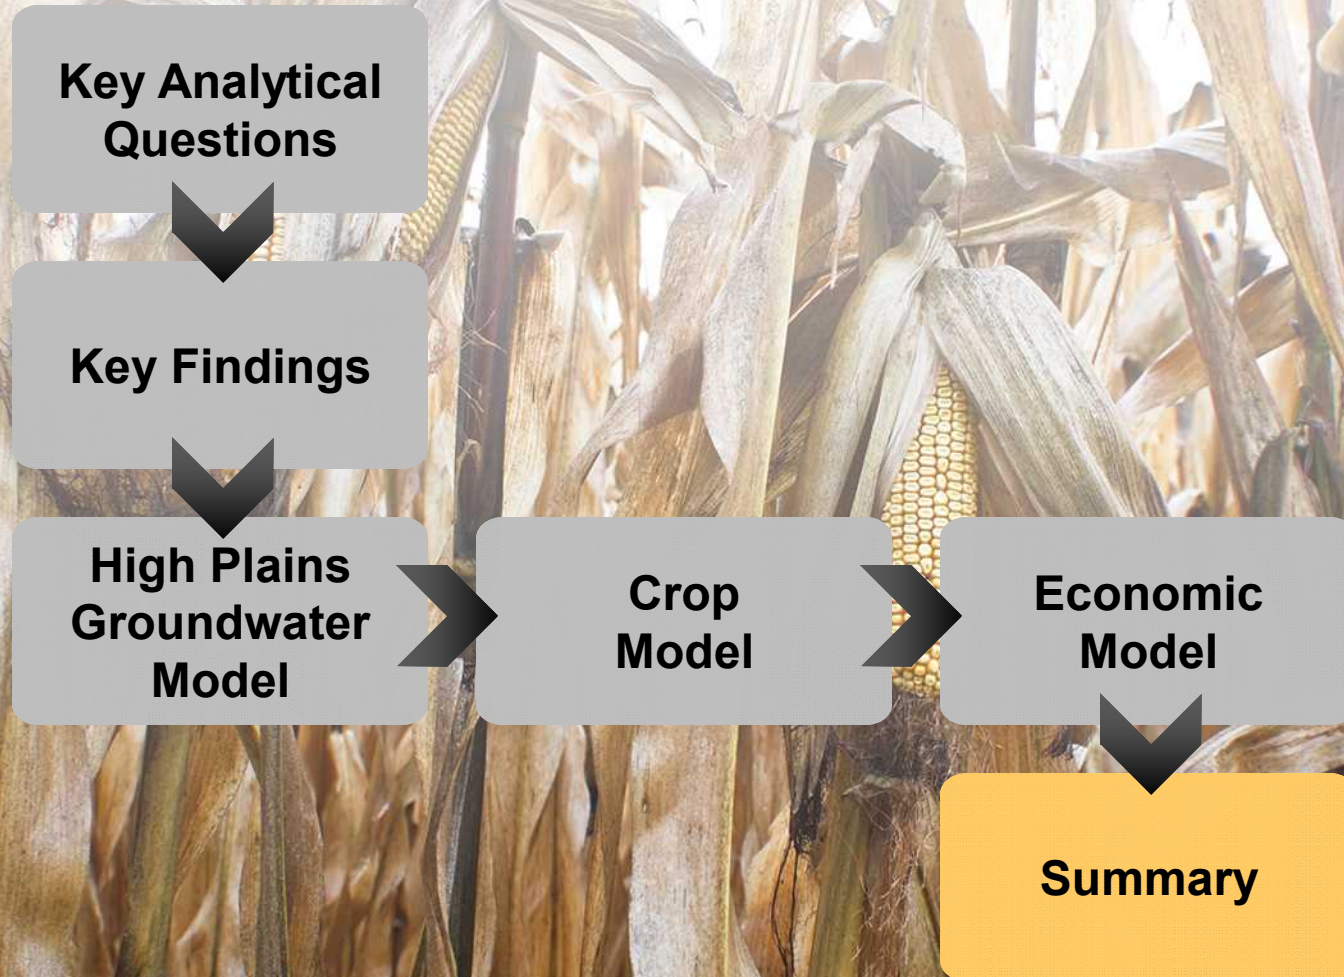 Key Analytical
Questions
Key Findings
High Plains
Groundwater
Model
Crop
Model
Economic
Model
Summary